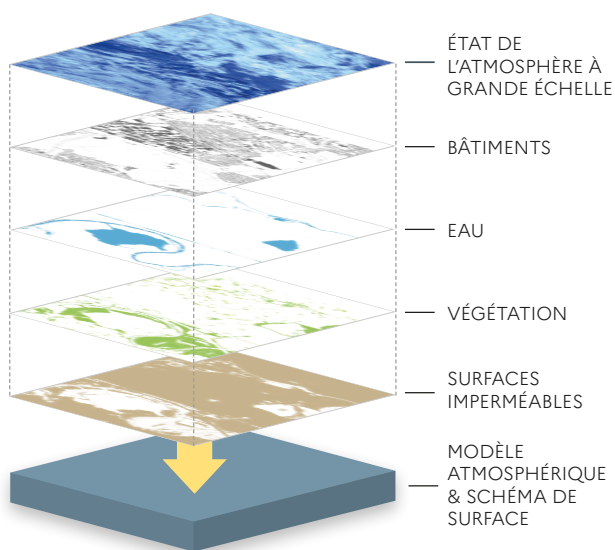 ÉTAT DE
L'ATMOSPHÈRE À
GRANDE ÉCHELLE
BÂTIMENTS
EAU
VÉGÉTATION
SURFACES
IMPERMÉABLES
MODÈLE
ATMOSPHÉRIQUE
& SCHÉMA DE
SURFACE